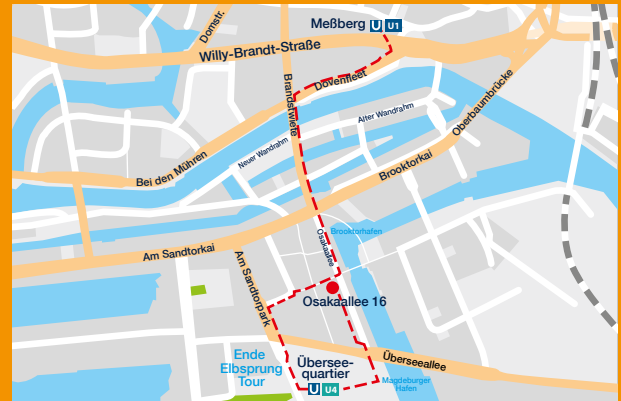 Domstr.
Meßberg U U1
Willy-Brandt-Straße
Dovenfleet
Brandstwiete
Alter Wandrahm
Oberbaumbrücke
Neuer Wandrahm
Bei den Mühren
Brooktorkai
Osakaallee
Brooktorhafen
Am Sandtorkai
Am Sandtorpark
Osakaallee 16
Ende
Elbsprung
Tour
Übersee-
quartier
U U4
Überseeallee
Magdeburger
Hafen